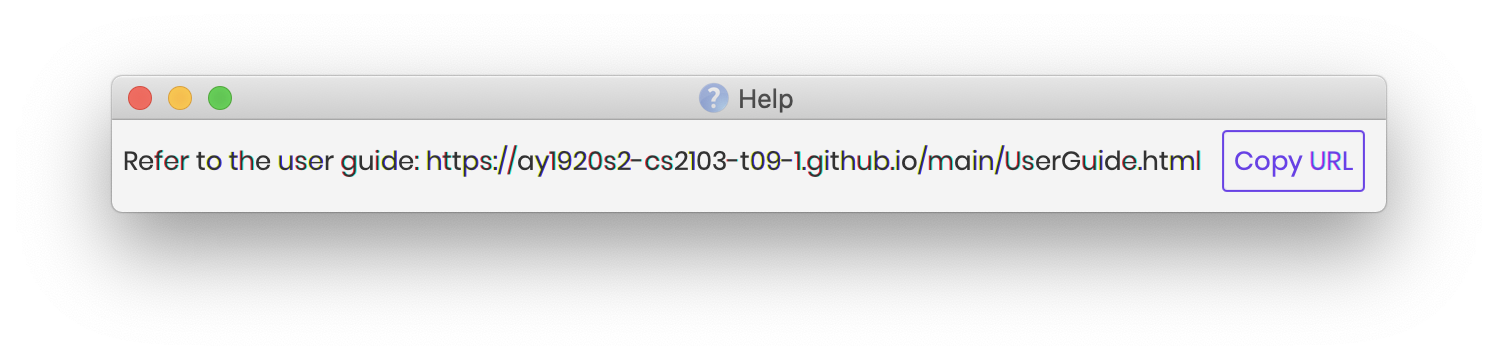 Help
Refer to the user guide: https://ay1920s2-cs2103-t09-1.github.io/main/UserGuide.html Copy URL